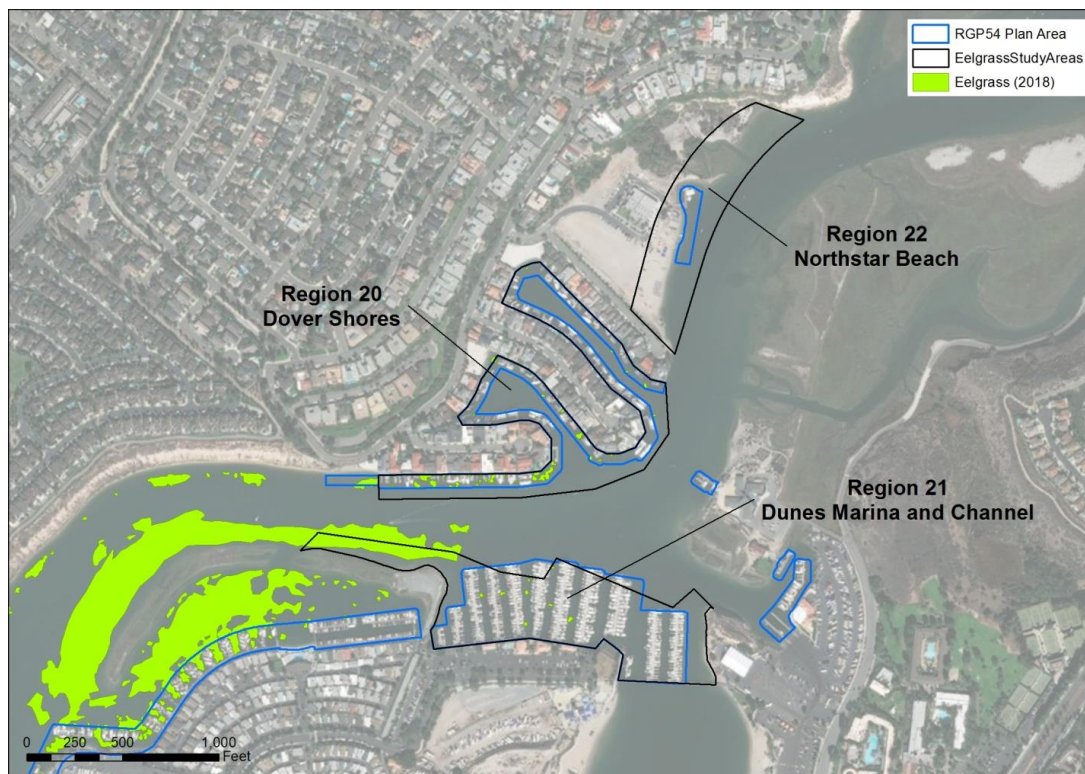 RGP54 Plan Area
EelgrassStudyAreas
Eelgrass (2018)
Region 22
Northstar Beach
Region 20
Dover Shores
Region 21
Dunes Marina and Channel
0 250 500 1,000
Feet